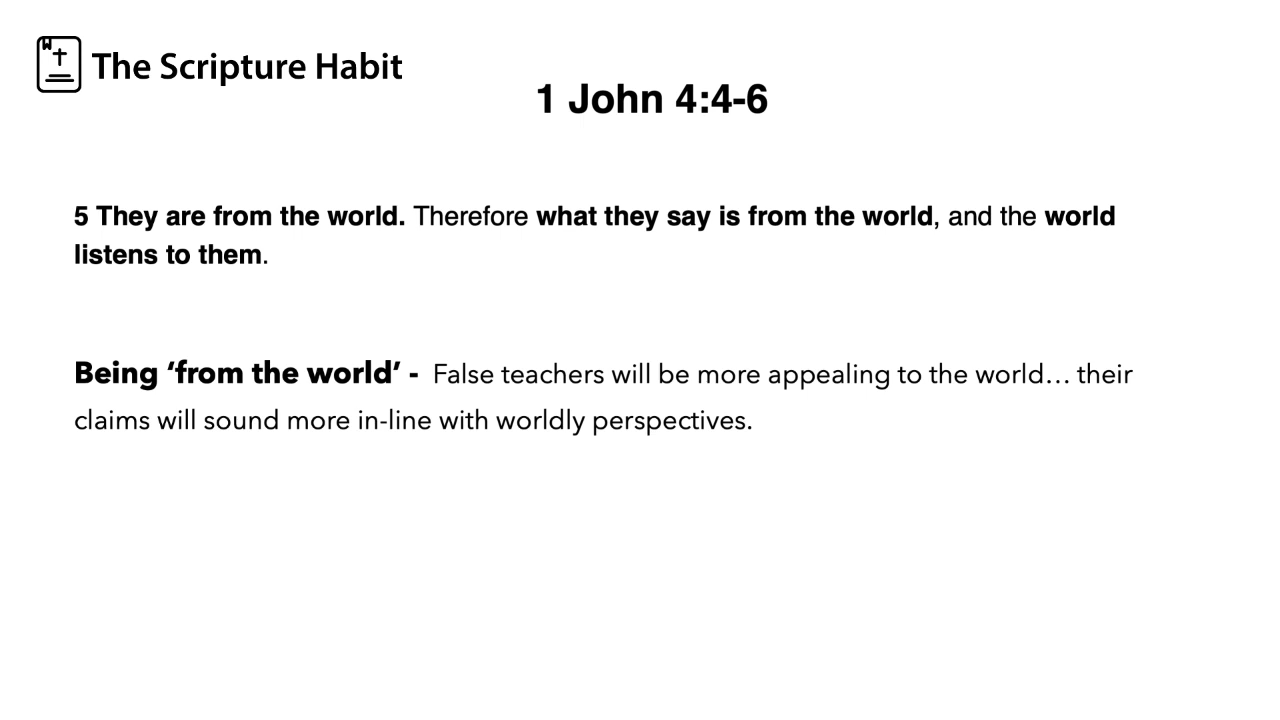 The Scripture Habit
1 John 4:4-6
5 They are from the world. Therefore what they say is from the world, and the world
listens to them.
Being ‘from the world’ - False teachers will be more appealing to the world… their
claims will sound more in-line with worldly perspectives.